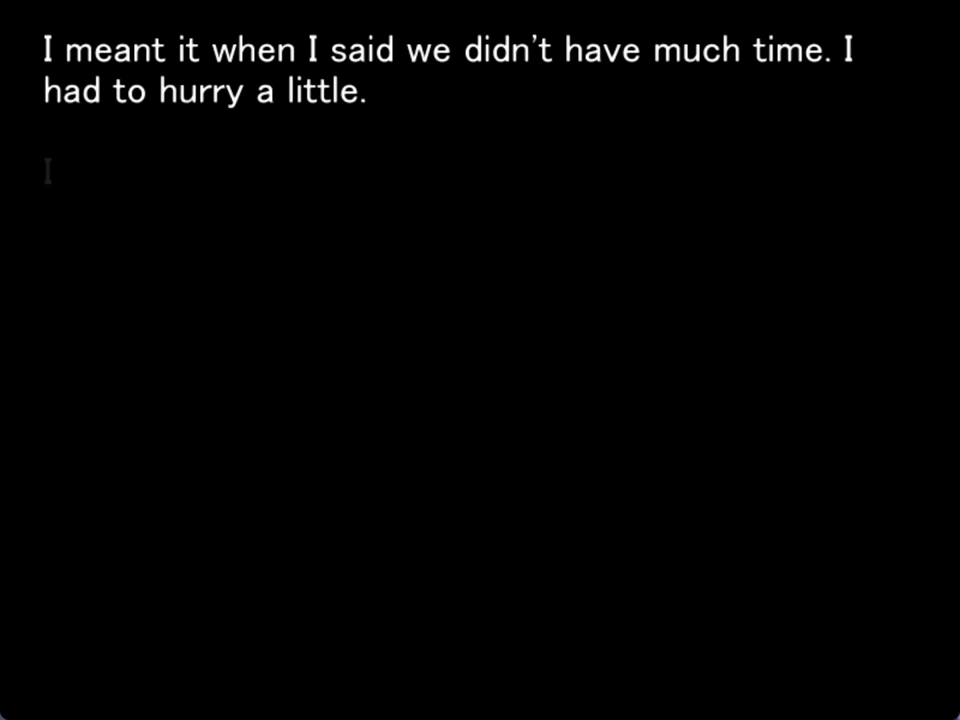 I meant it when I said we didn’t have much time. I
had to hurry a little.
I